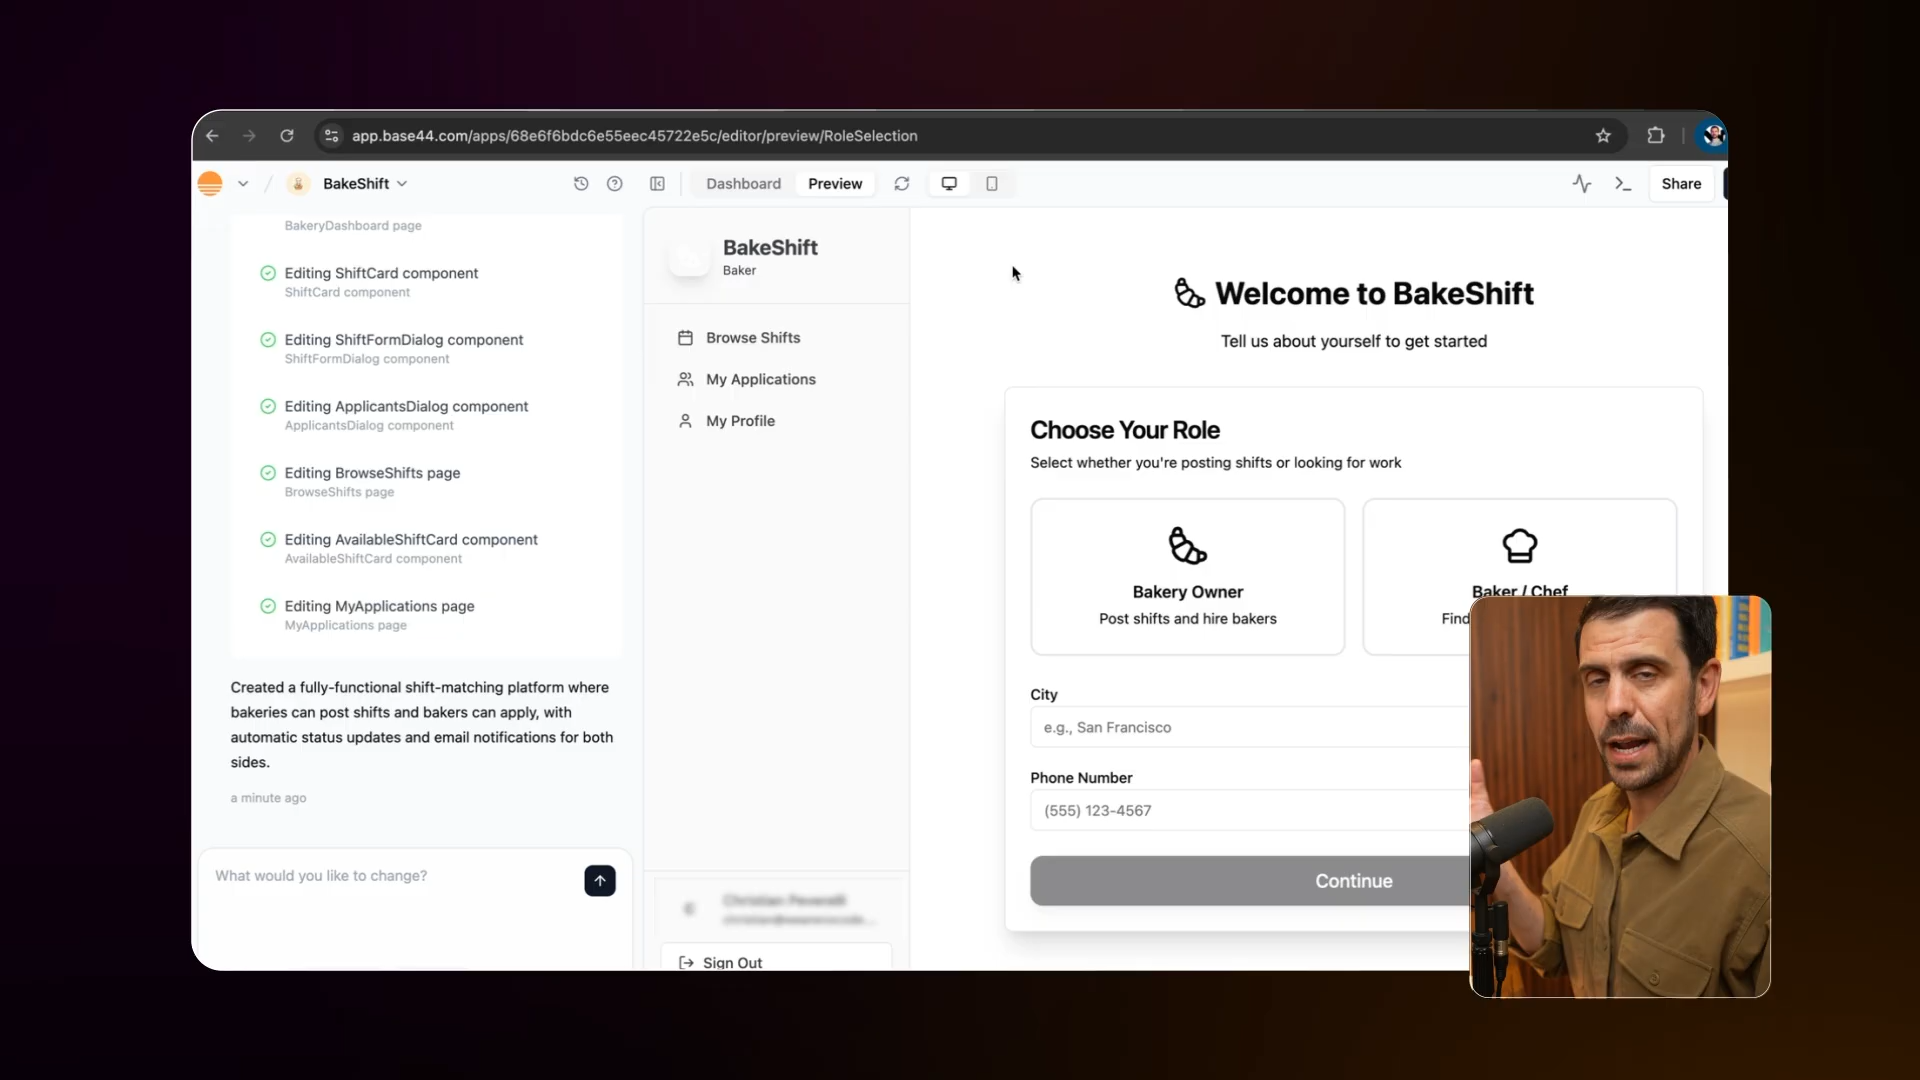 app.base44.com/apps/68e6f6bdc6e55eec45722e5c/editor/preview/RoleSelection
BakeShift
Dashboard
Preview
Share
BakeryDashboard page
Editing ShiftCard component
ShiftCard component
Editing ShiftFormDialog component
ShiftFormDialog component
Editing ApplicantsDialog component
ApplicantsDialog component
Editing BrowseShifts page
BrowseShifts page
Editing AvailableShiftCard component
AvailableShiftCard component
Editing MyApplications page
MyApplications page
Created a fully-functional shift-matching platform where
bakeries can post shifts and bakers can apply, with
automatic status updates and email notifications for both
sides.
a minute ago
What would you like to change?
BakeShift
Baker
Browse Shifts
My Applications
My Profile
Sign Out
Welcome to BakeShift
Tell us about yourself to get started
Choose Your Role
Select whether you're posting shifts or looking for work
Bakery Owner
Post shifts and hire bakers
Baker / Chef
Find
City
e.g., San Francisco
Phone Number
(555) 123-4567
Continue